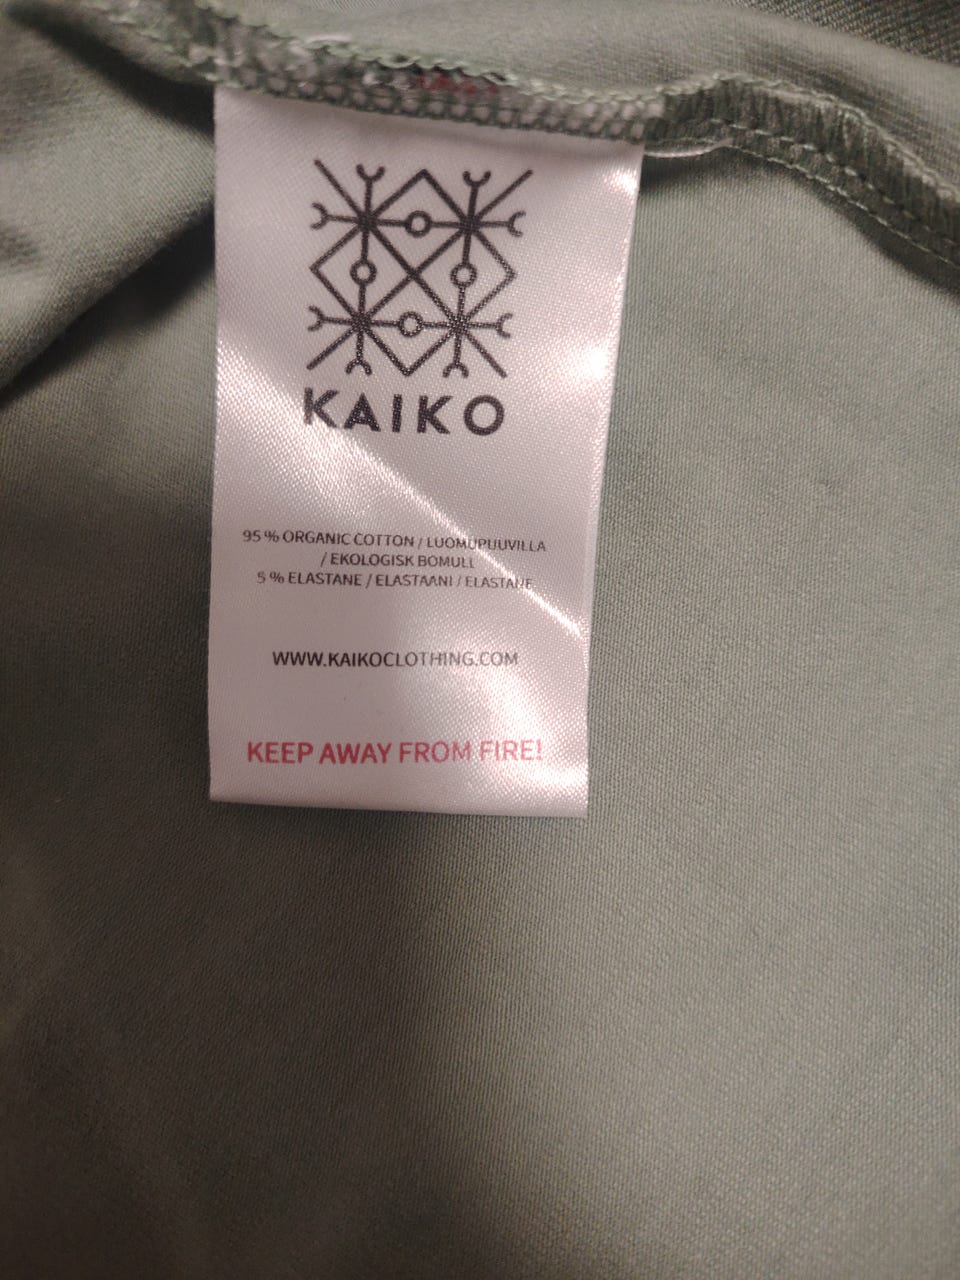 KAIKO
95 % ORGANIC COTTON / LUOMUPUUVILLA
/ EKOLOGISK BOMULL
5 % ELASTANE / ELASTAANI / ELASTANE
WWW.KAIKOCLOTHING.COM
KEEP AWAY FROM FIRE!